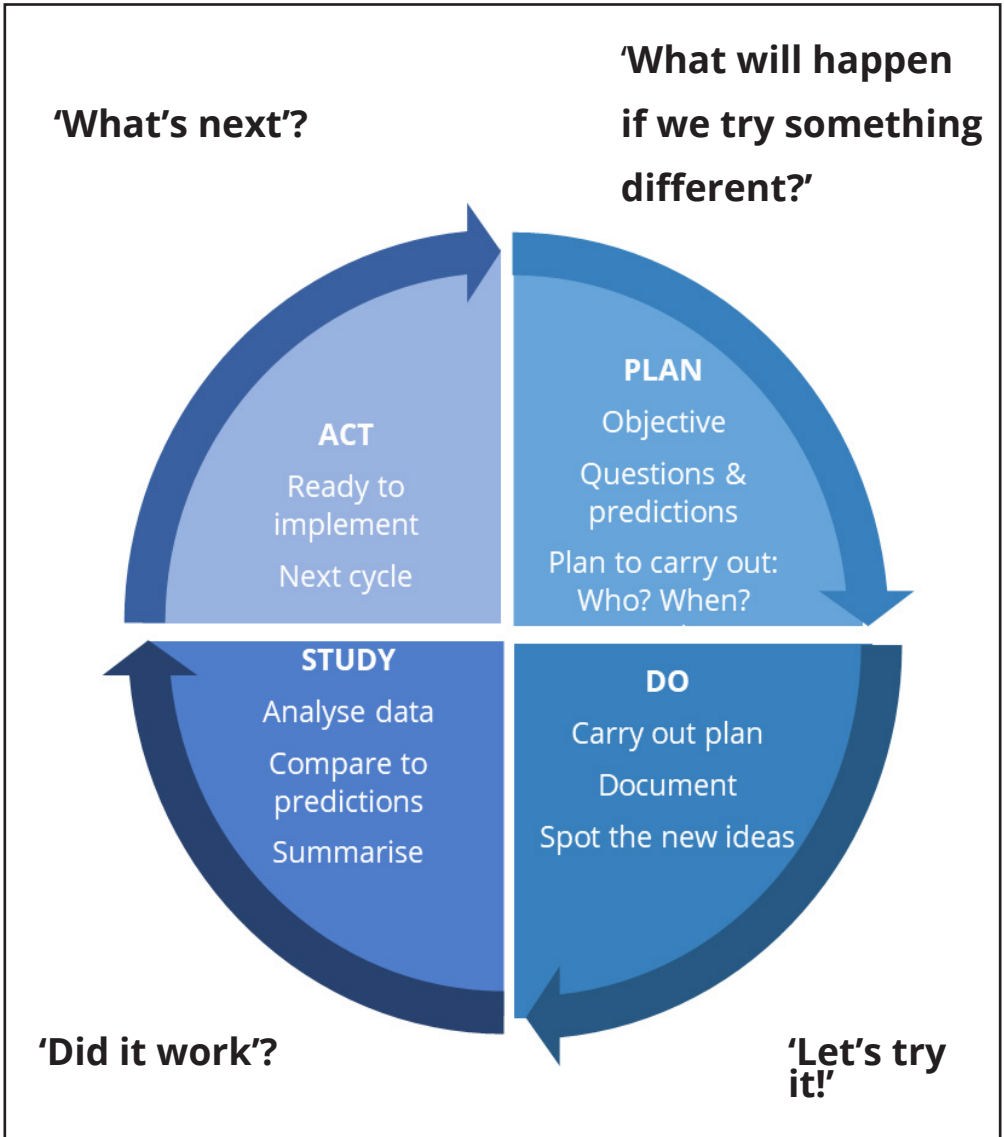 ‘What’s next’?
‘What will happen
if we try something
different?’
ACT
Ready to
implement
Next cycle
PLAN
Objective
Questions &
predictions
Plan to carry out:
Who? When?
STUDY
Analyse data
Compare to
predictions
Summarise
DO
Carry out plan
Document
Spot the new ideas
‘Did it work’?
‘Let’s try
it!’